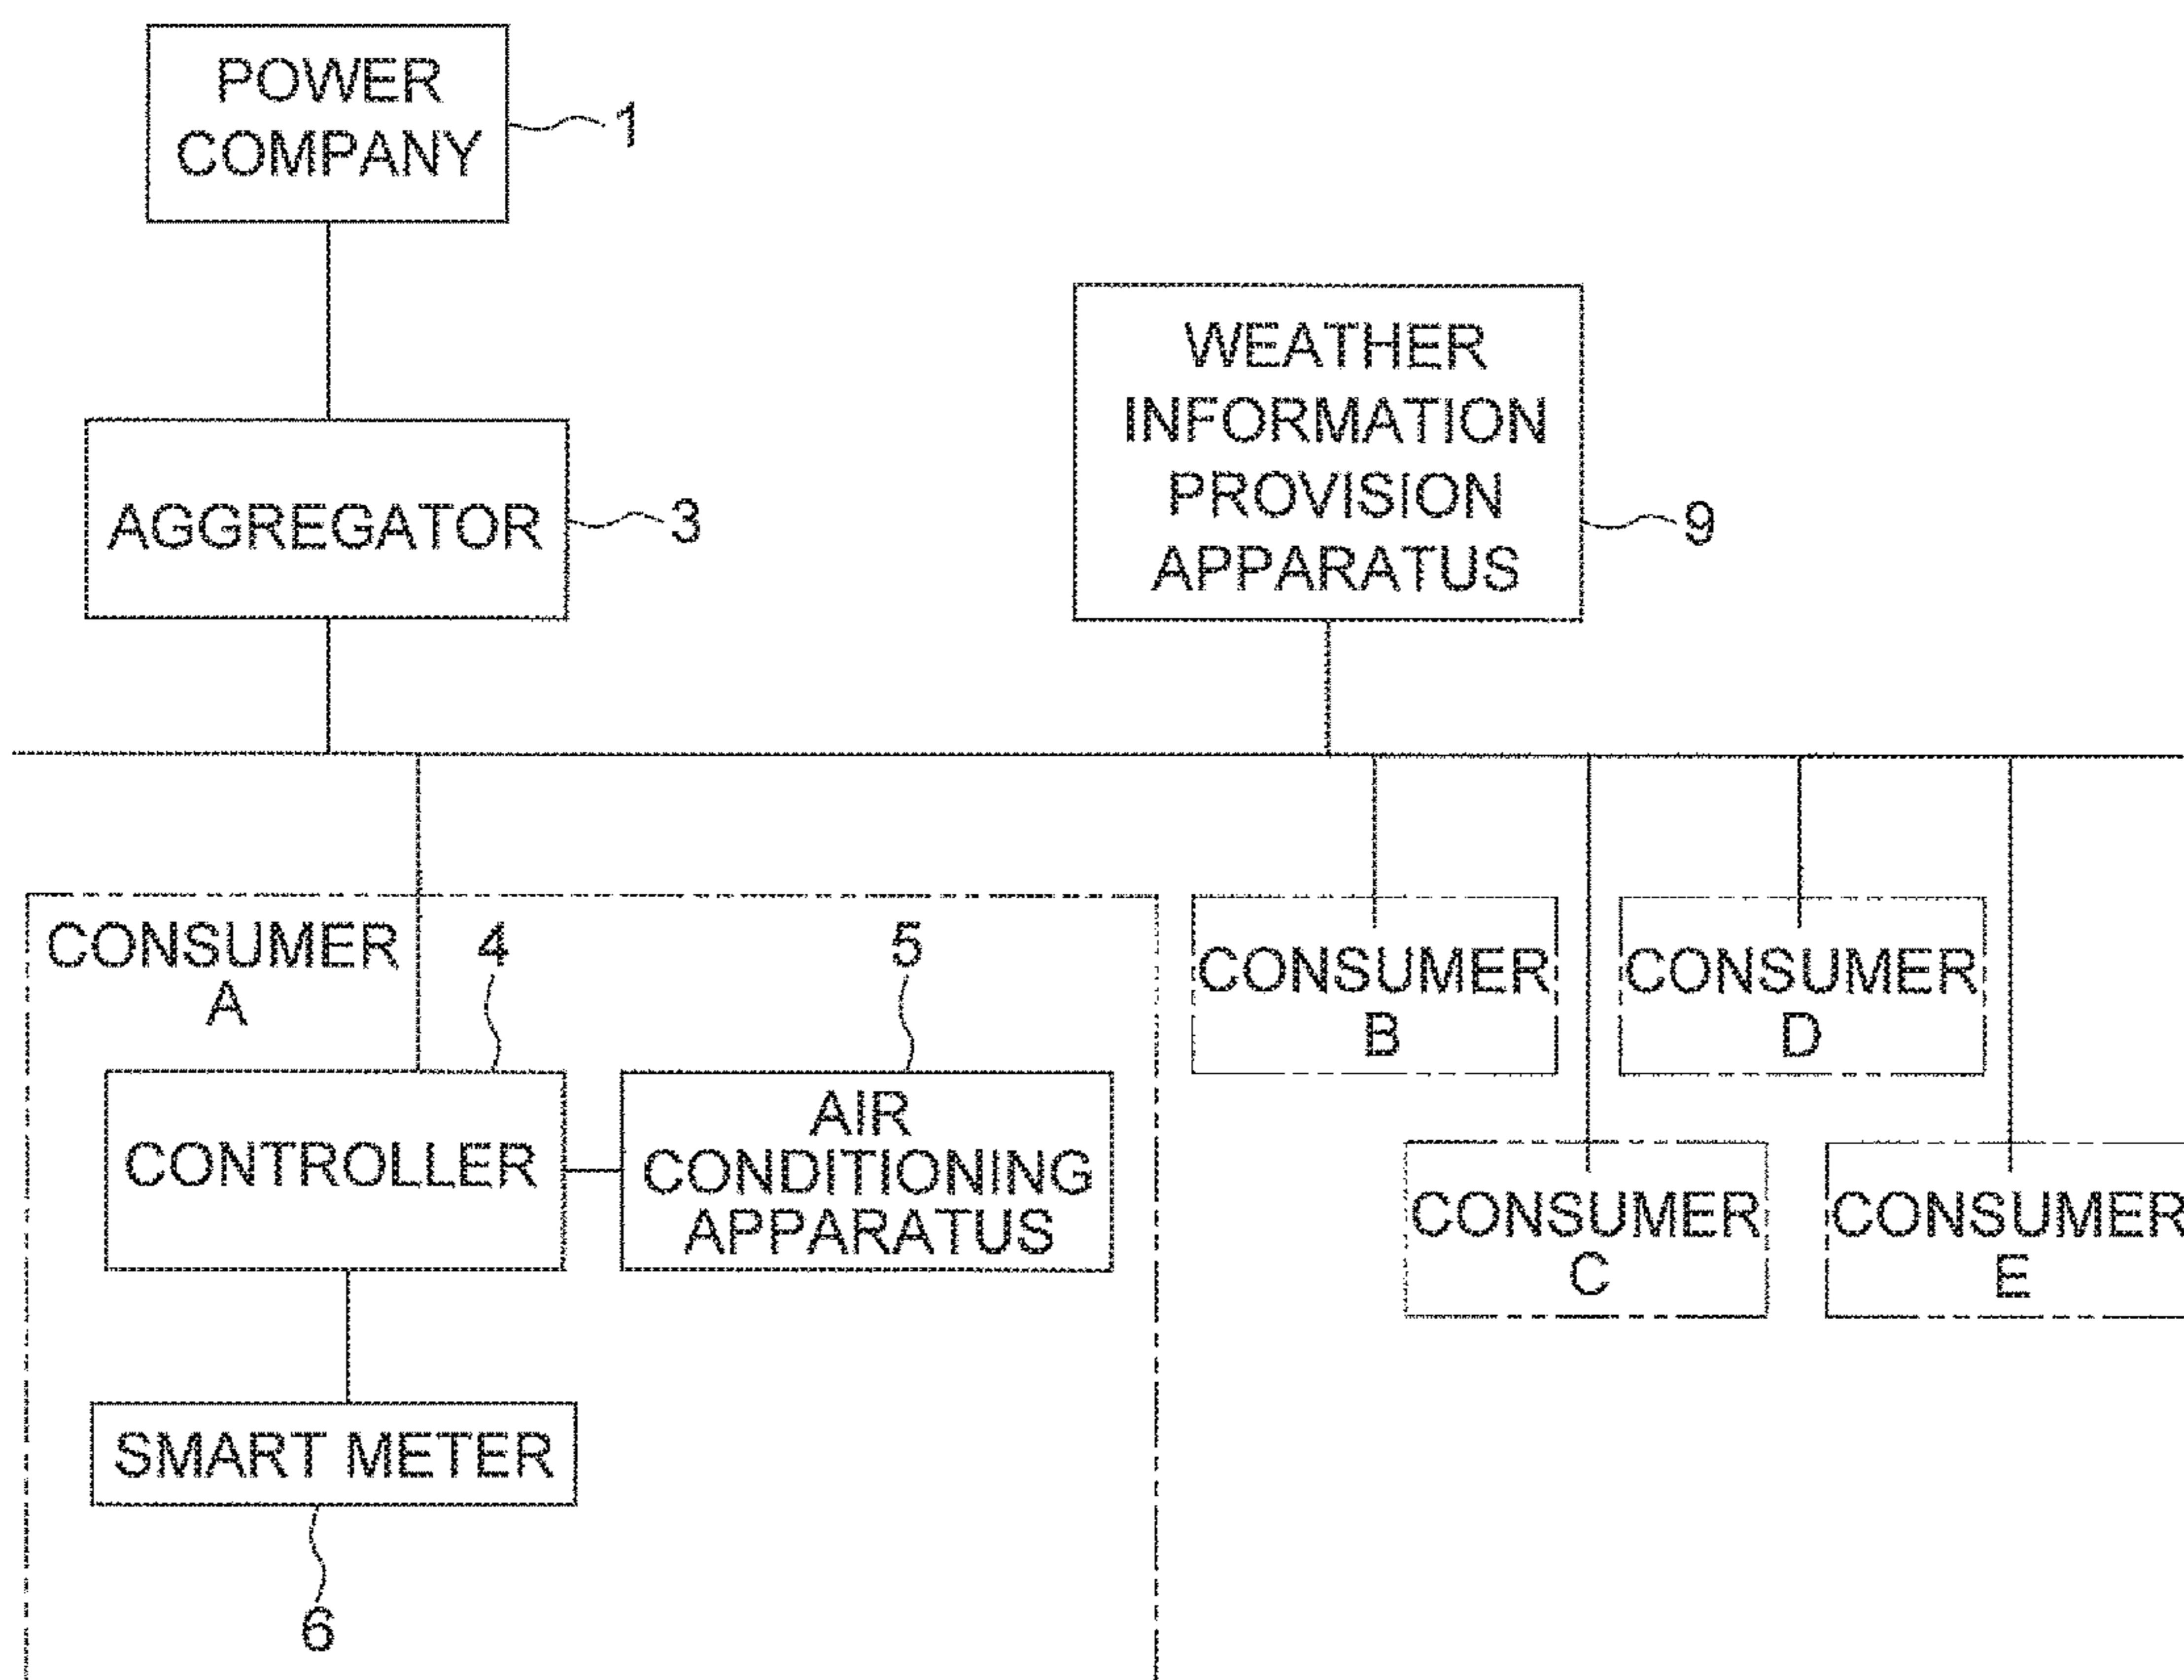 POWER
COMPANY
1
AGGREGATOR
3
WEATHER
INFORMATION
PROVISION
APPARATUS
9
CONSUMER
A
4
5
CONTROLLER
AIR
CONDITIONING
APPARATUS
SMART METER
6
CONSUMER
B
CONSUMER
D
CONSUMER
C
CONSUMER
E